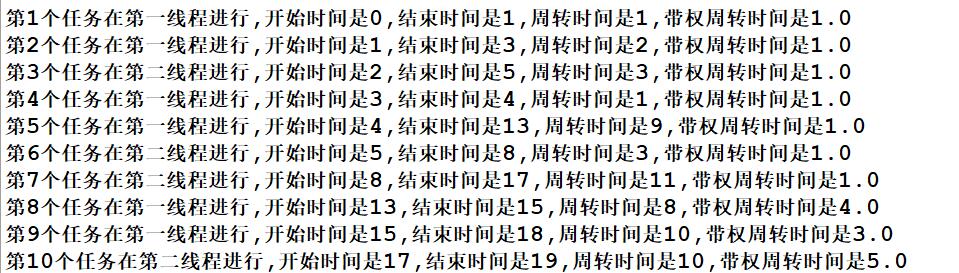 第1个任务在第一线程进行,开始时间是0,结束时间是1,周转时间是1,带权周转时间是1.0
第2个任务在第一线程进行,开始时间是1,结束时间是3,周转时间是2,带权周转时间是1.0
第3个任务在第二线程进行,开始时间是2,结束时间是5,周转时间是3,带权周转时间是1.0
第4个任务在第一线程进行,开始时间是3,结束时间是4,周转时间是1,带权周转时间是1.0
第5个任务在第一线程进行,开始时间是4,结束时间是13,周转时间是9,带权周转时间是1.0
第6个任务在第二线程进行,开始时间是5,结束时间是8,周转时间是3,带权周转时间是1.0
第7个任务在第二线程进行,开始时间是8,结束时间是17,周转时间是11,带权周转时间是1.0
第8个任务在第一线程进行,开始时间是13,结束时间是15,周转时间是8,带权周转时间是4.0
第9个任务在第一线程进行,开始时间是15,结束时间是18,周转时间是10,带权周转时间是3.0
第10个任务在第二线程进行,开始时间是17,结束时间是19,周转时间是10,带权周转时间是5.0